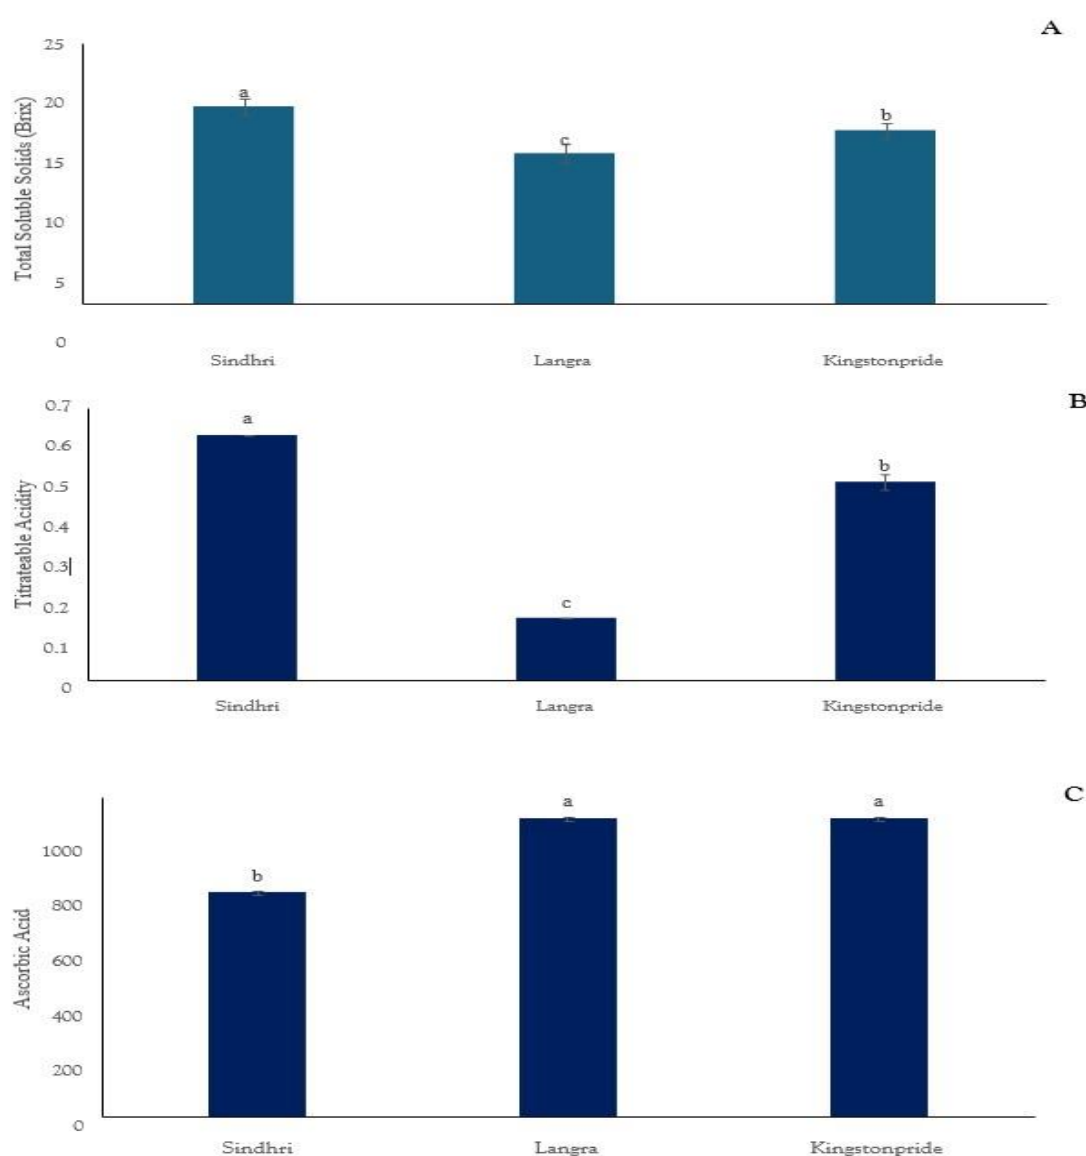 A
25
20
15
10
5
0
Total Soluble Solids (Brix)
a
c
b
Sindhri Langra Kingstonpride
B
0.7
0.6
0.5
0.4
0.3
0.2
0.1
0
Titrateable Acidity
a
c
b
Sindhri Langra Kingstonpride
C
1000
800
600
400
200
0
Ascorbic Acid
b
a
a
Sindhri Langra Kingstonpride